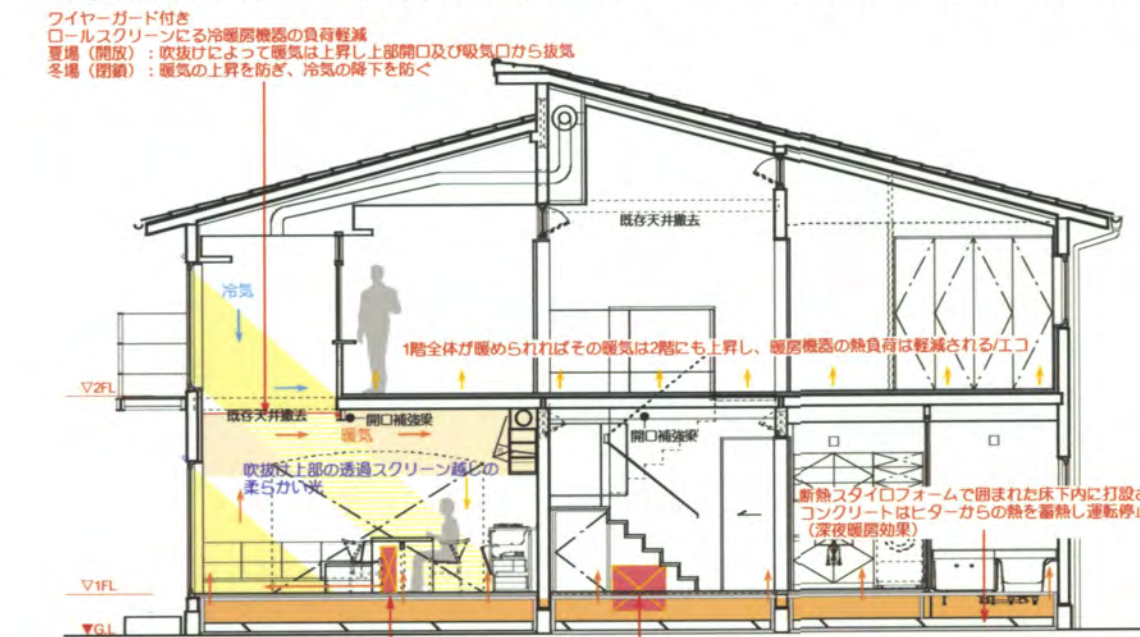 ワイヤーガード付き
ロールスクリーンにる冷暖房機器の負荷軽減
夏場（開放）：吹抜けによって暖気は上昇し上部開口及び吸気口から抜気
冬場（閉鎖）：暖気の上昇を防ぎ、冷気の降下を防ぐ
既存天井撤去
冷気
1階全体が暖められればその暖気は2階にも上昇し、暖房機器の熱負荷は軽減される/エコ
▽2FL
既存天井撤去
開口補強梁
暖気
開口補強梁
吹抜け上部の透過スクリーン越しの
柔らかい光
断熱スタイロフォームで囲まれた床下内に打設さ
コンクリートはヒターからの熱を蓄熱し運転停止
（深夜暖房効果）
▽1FL
▼G.L